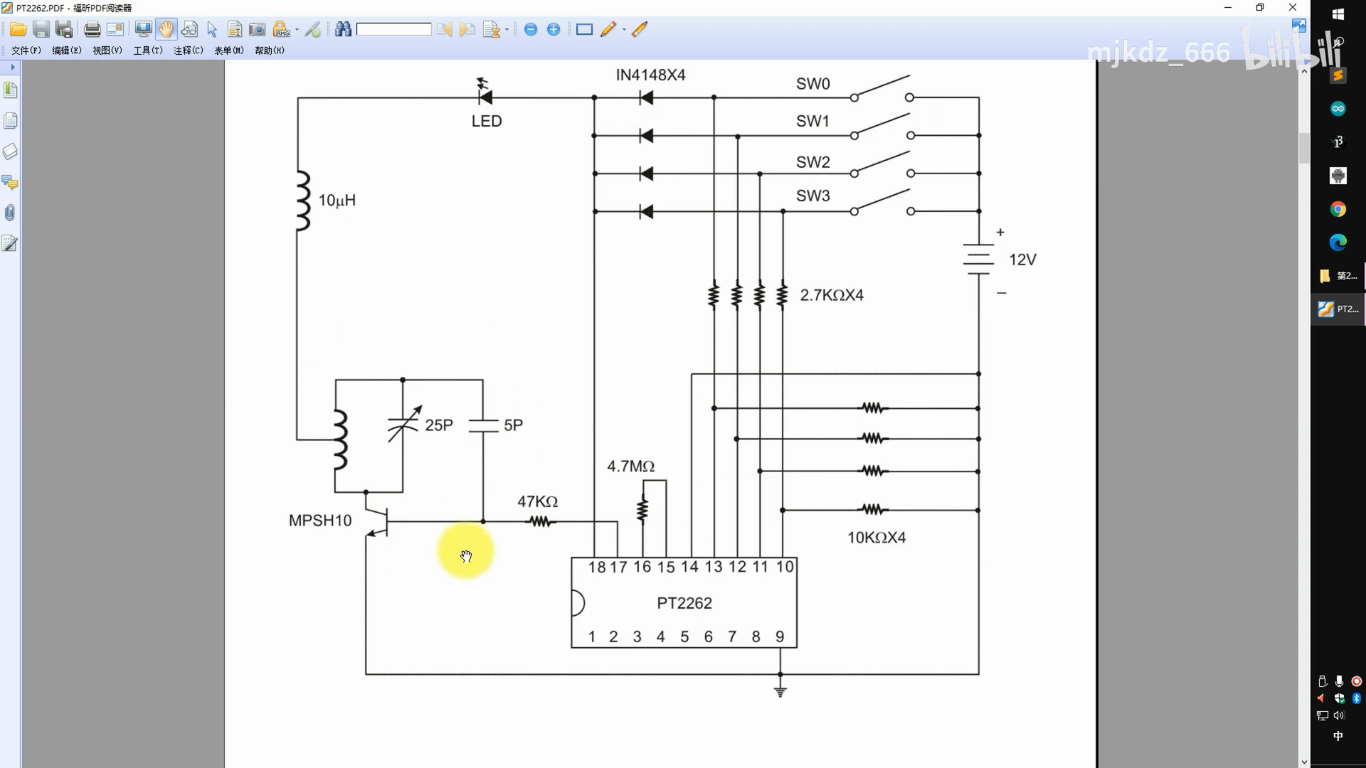 PT2262.PDF - 福昕PDF阅读器
文件(F) 编辑(E) 视图(V) 工具(T) 注释(C) 表单(M) 帮助(H)
mjkdz_666 bilibili
IN4148X4
SW0
LED
SW1
SW2
SW3
10μH
+
12V
−
2.7KΩX4
25P
5P
4.7MΩ
47KΩ
MPSH10
10KΩX4
18 17 16 15 14 13 12 11 10
PT2262
1 2 3 4 5 6 7 8 9
第2...
PT2...
中